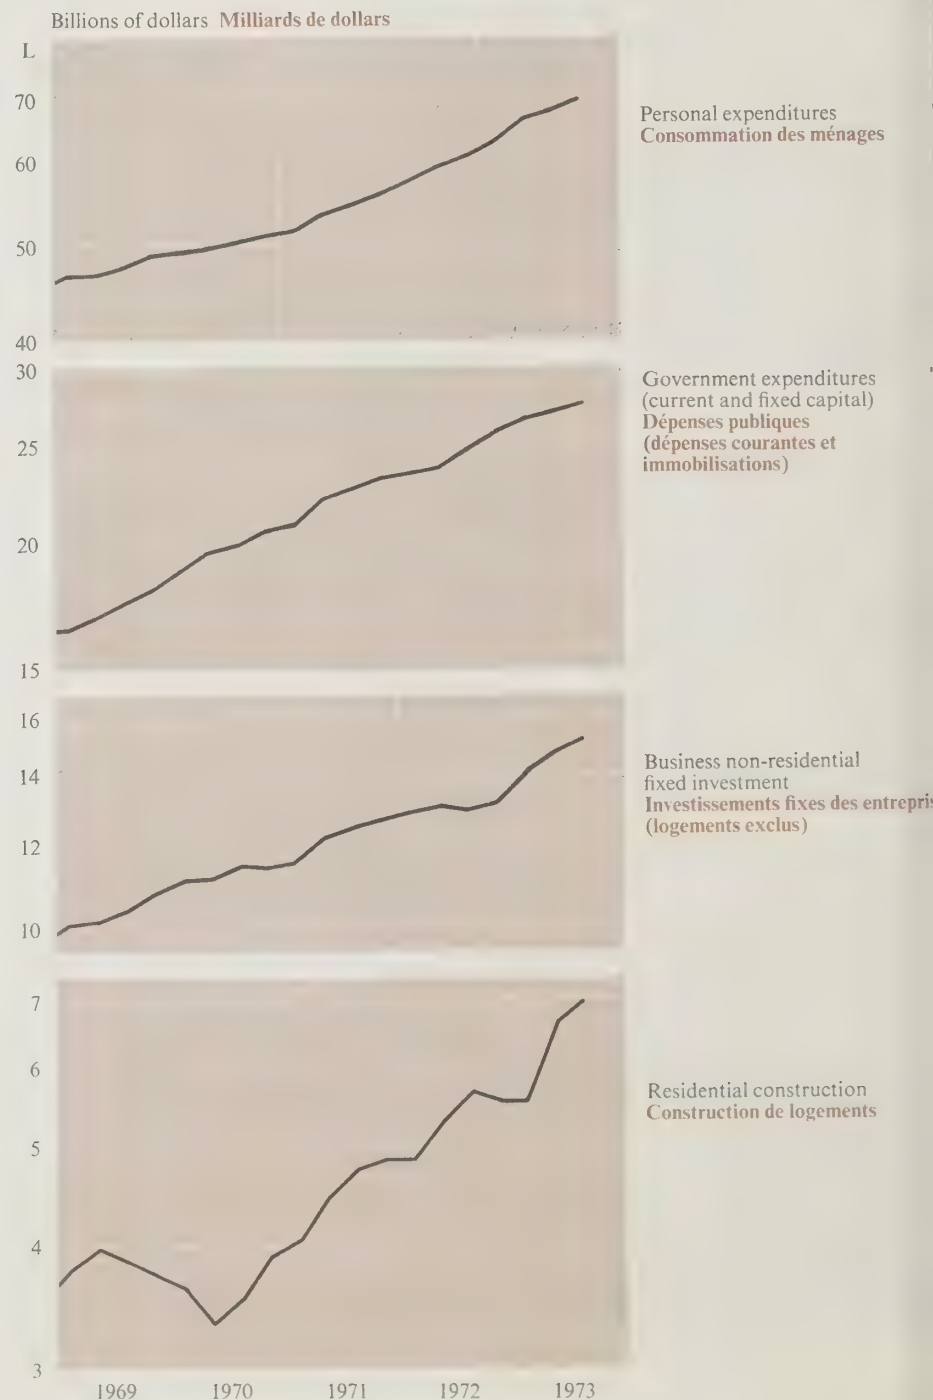 Billions of dollars Milliards de dollars
L
70
60
50
40
Personal expenditures
Consommation des ménages
30
25
20
15
Government expenditures
(current and fixed capital)
Dépenses publiques
(dépenses courantes et
immobilisations)
16
14
12
10
Business non-residential
fixed investment
Investissements fixes des entrepris
(logements exclus)
7
6
5
4
3
Residential construction
Construction de logements
1969 1970 1971 1972 1973